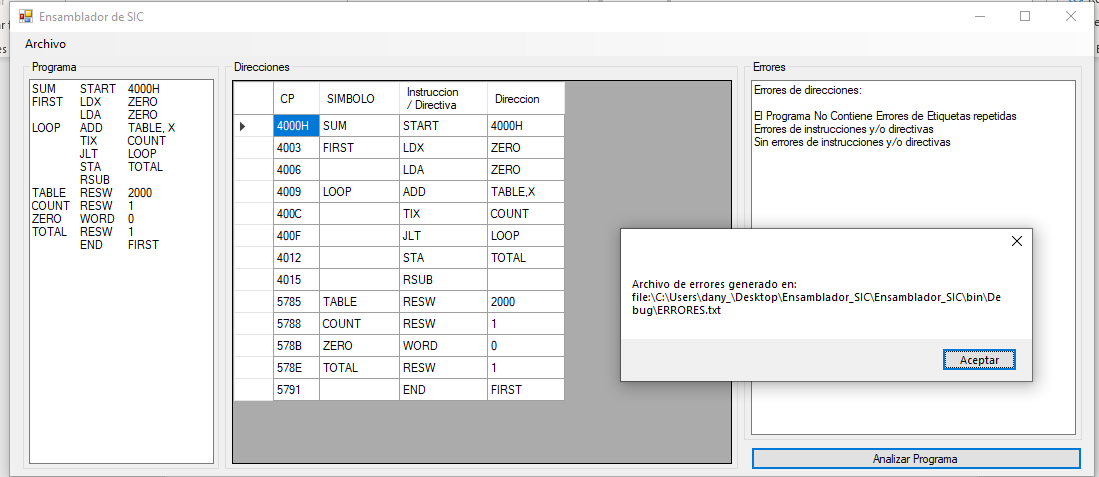 Ensamblador de SIC
Archivo
Programa
SUM START 4000H
FIRST LDX ZERO
LDA ZERO
LOOP ADD TABLE, X
TIX COUNT
JLT LOOP
STA TOTAL
RSUB
TABLE RESW 2000
COUNT RESW 1
ZERO WORD 0
TOTAL RESW 1
END FIRST
Direcciones
CP SIMBOLO Instruccion / Directiva Direccion
4000H SUM START 4000H
4003 FIRST LDX ZERO
4006 LDA ZERO
4009 LOOP ADD TABLE,X
400C TIX COUNT
400F JLT LOOP
4012 STA TOTAL
4015 RSUB
5785 TABLE RESW 2000
5788 COUNT RESW 1
578B ZERO WORD 0
578E TOTAL RESW 1
5791 END FIRST
Errores
Errores de direcciones:
El Programa No Contiene Errores de Etiquetas repetidas
Errores de instrucciones y/o directivas
Sin errores de instrucciones y/o directivas
Archivo de errores generado en:
file:\C:\Users\dany_\Desktop\Ensamblador_SIC\Ensamblador_SIC\bin\De
bug\ERRORES.txt
Aceptar
Analizar Programa